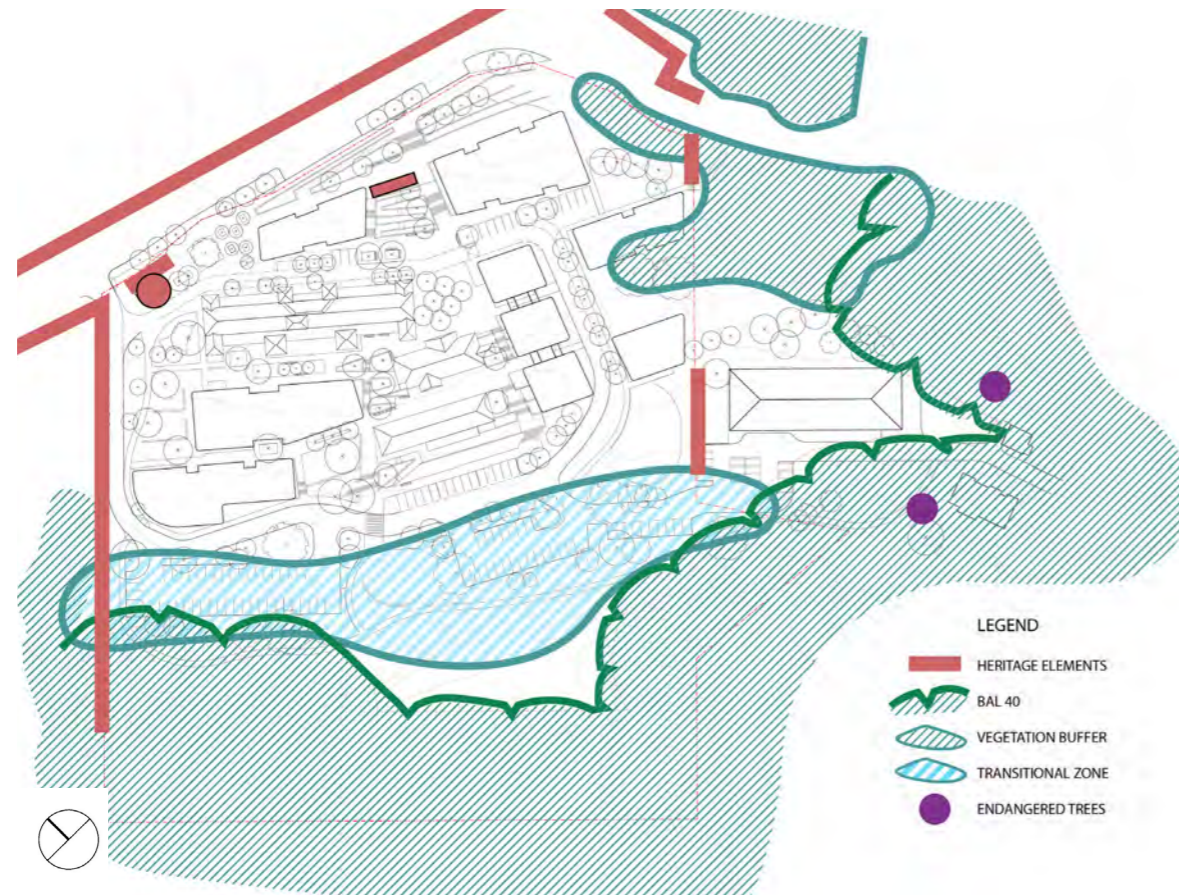 LEGEND
HERITAGE ELEMENTS
BAL 40
VEGETATION BUFFER
TRANSITIONAL ZONE
ENDANGERED TREES